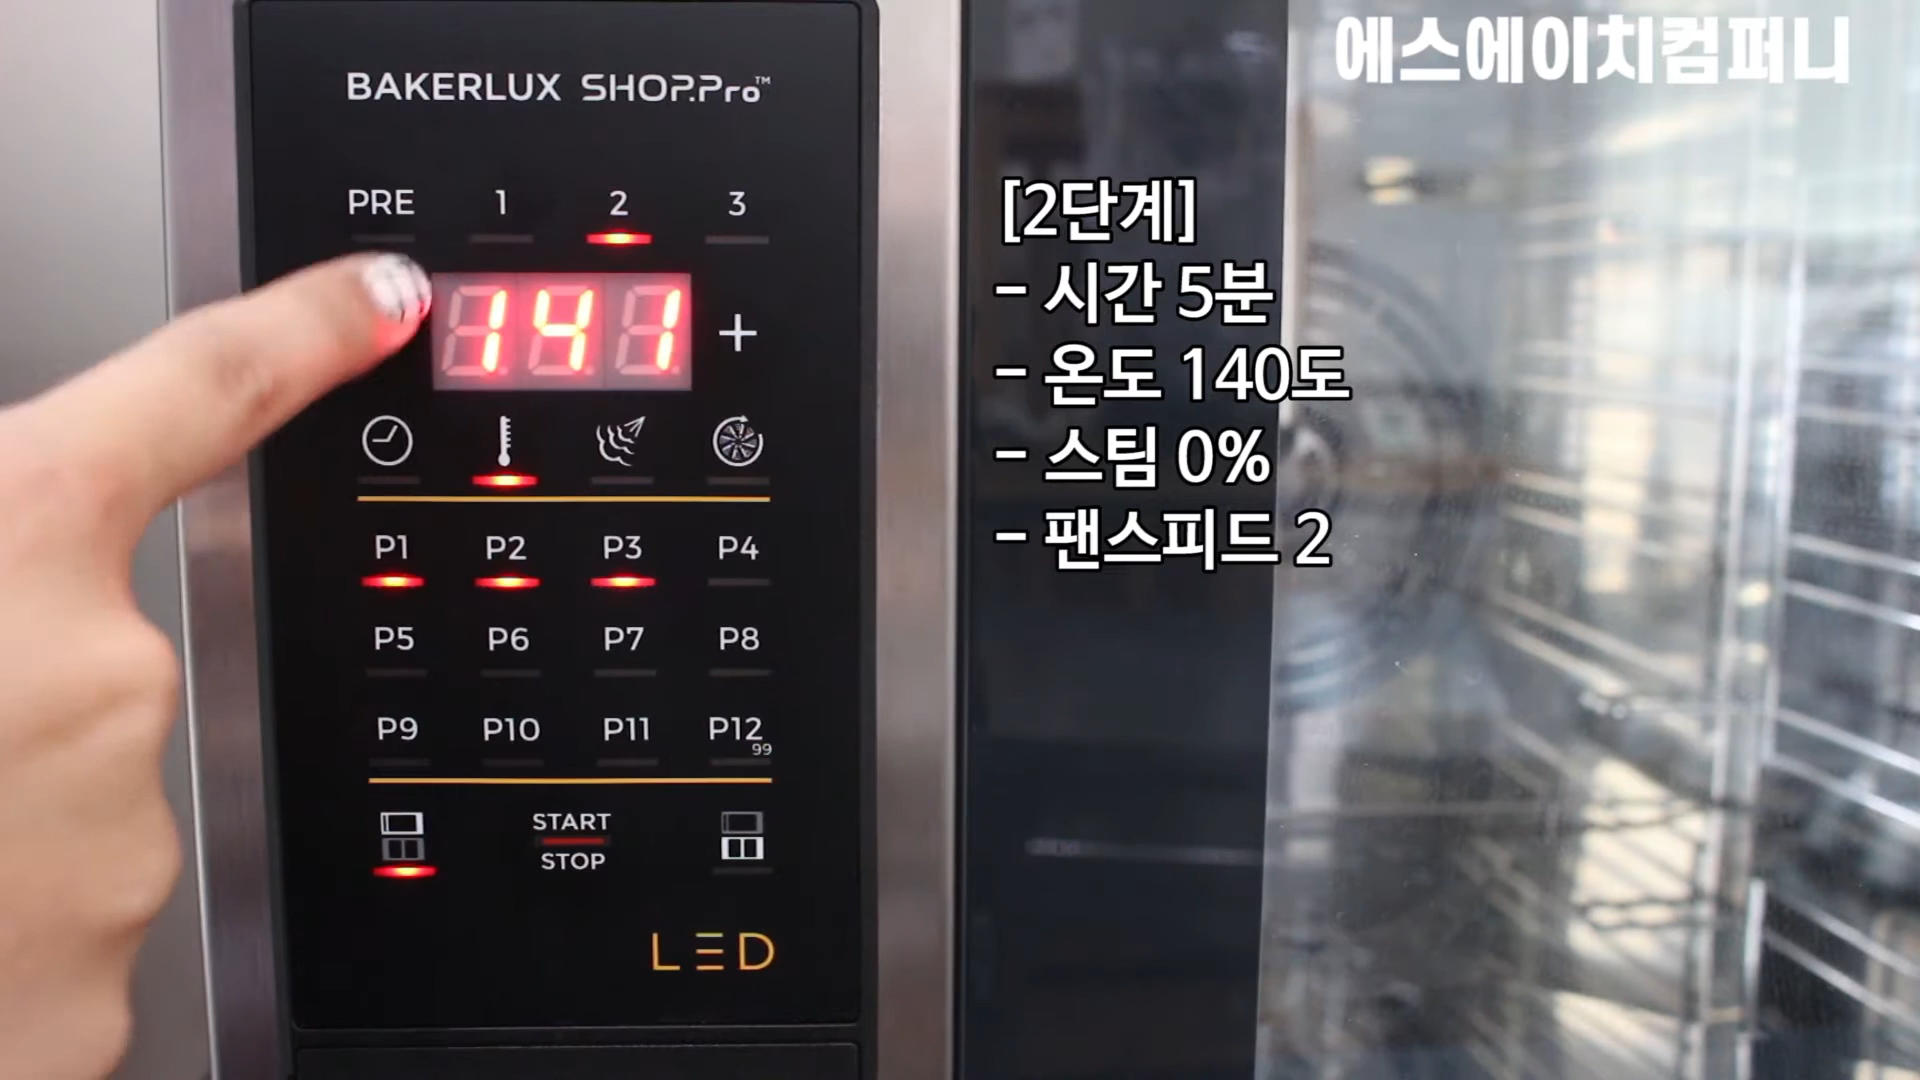 에스에이치컴퍼니
BAKERLUX SHOP.Pro™
PRE 1 2 3
141 +
[2단계]
- 시간 5분
- 온도 140도
- 스팀 0%
- 팬스피드 2
P1 P2 P3 P4
P5 P6 P7 P8
P9 P10 P11 P12
99
START
STOP
LED